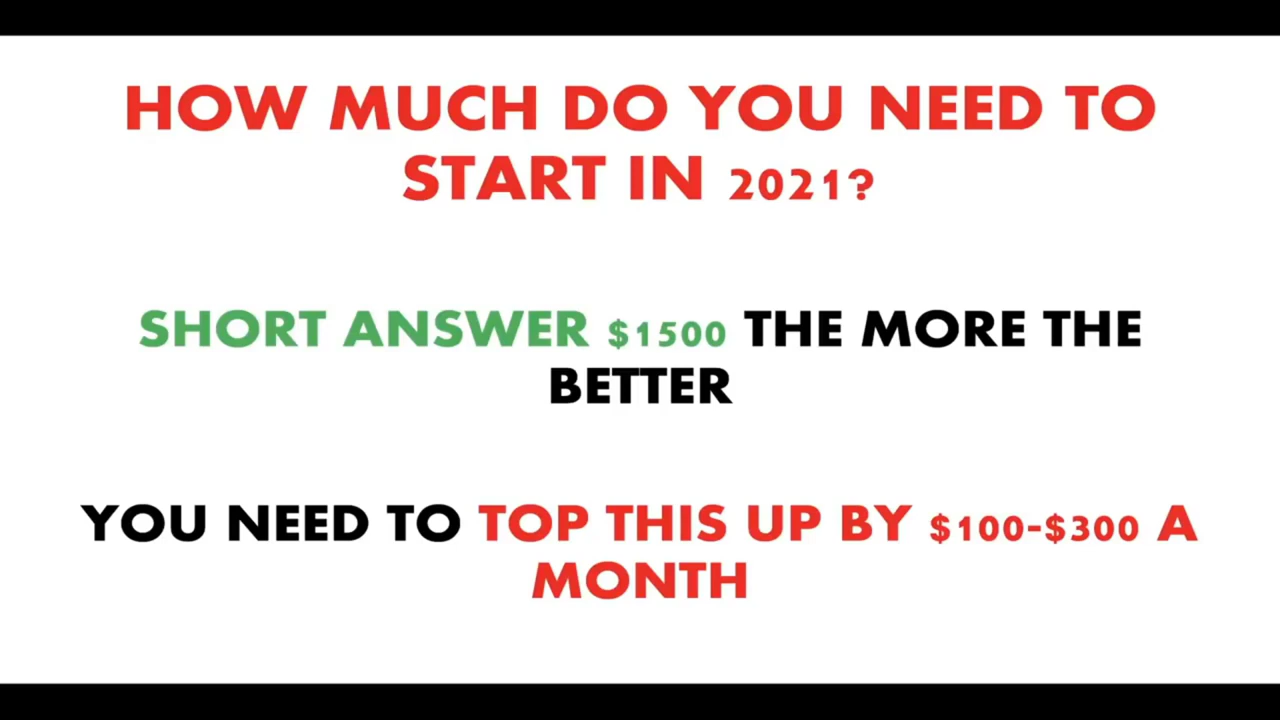 HOW MUCH DO YOU NEED TO
START IN 2021?
SHORT ANSWER $1500 THE MORE THE
BETTER
YOU NEED TO TOP THIS UP BY $100-$300 A
MONTH